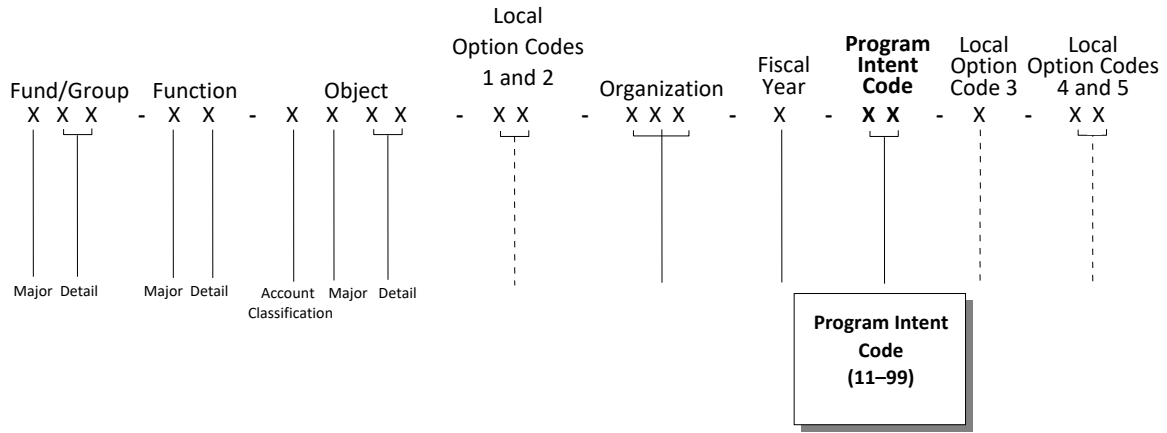 Local
Option Codes
1 and 2
Fund/Group
Function
Object
Organization
Fiscal
Year
Program
Intent
Code
Local
Option
Code 3
Local
Option Codes
4 and 5
X X X - X X - X X X X - X X - X X X - X - X X - X - X X
Major Detail
Major Detail
Account
Classification
Major Detail
Program Intent
Code
(11–99)